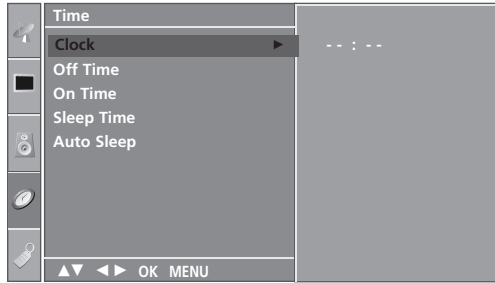 Time
Clock ► - - : - -
Off Time
On Time
Sleep Time
Auto Sleep
▲▼ ◄► OK MENU